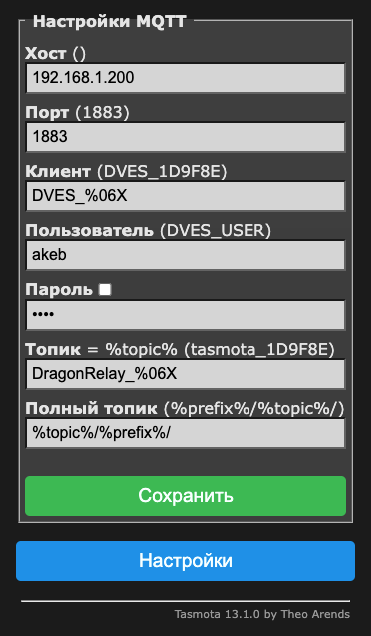 Настройки MQTT
Хост ()
192.168.1.200
Порт (1883)
1883
Клиент (DVES_1D9F8E)
DVES_%06X
Пользователь (DVES_USER)
akeb
Пароль
••••
Топик = %topic% (tasmota_1D9F8E)
DragonRelay_%06X
Полный топик (%prefix%/%topic%/)
%topic%/%prefix%/
Сохранить
Настройки
Tasmota 13.1.0 by Theo Arends